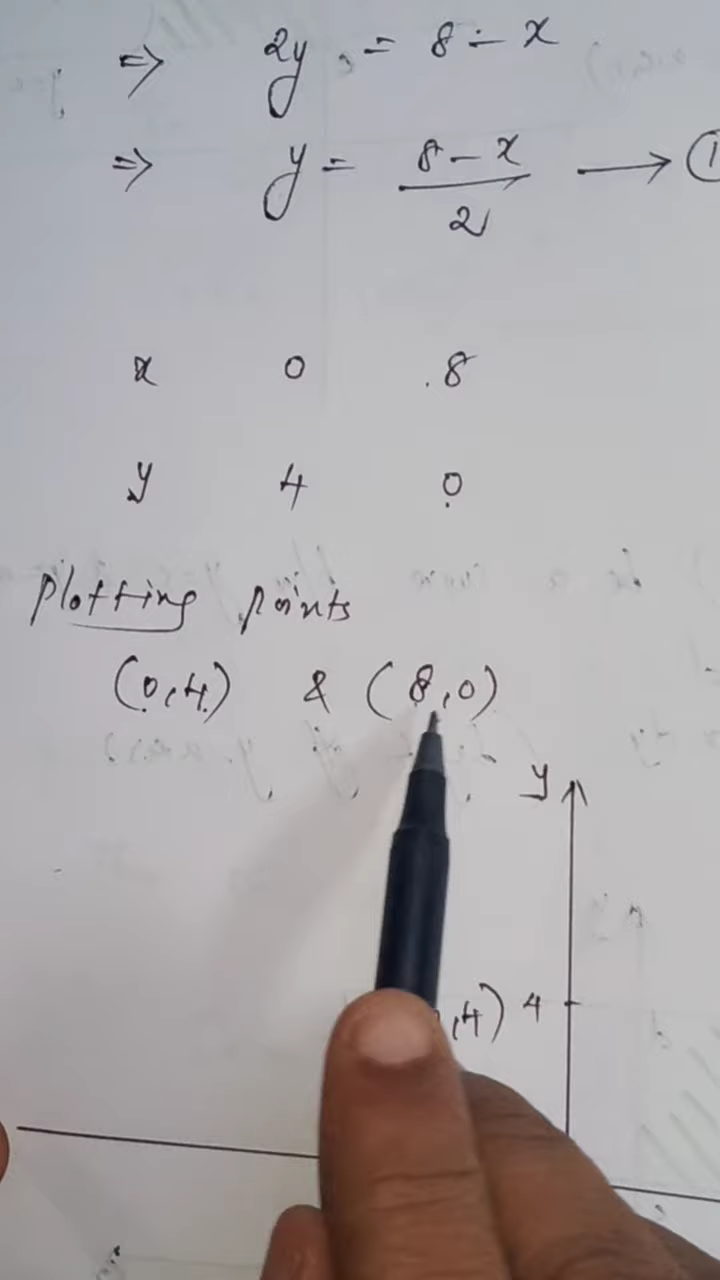 ⇒ 2y = 8 - x
⇒ y = (8 - x)/2 → ①
x 0 8
y 4 0
Plotting points
(0,4) & (8,0)
y
,4) 4